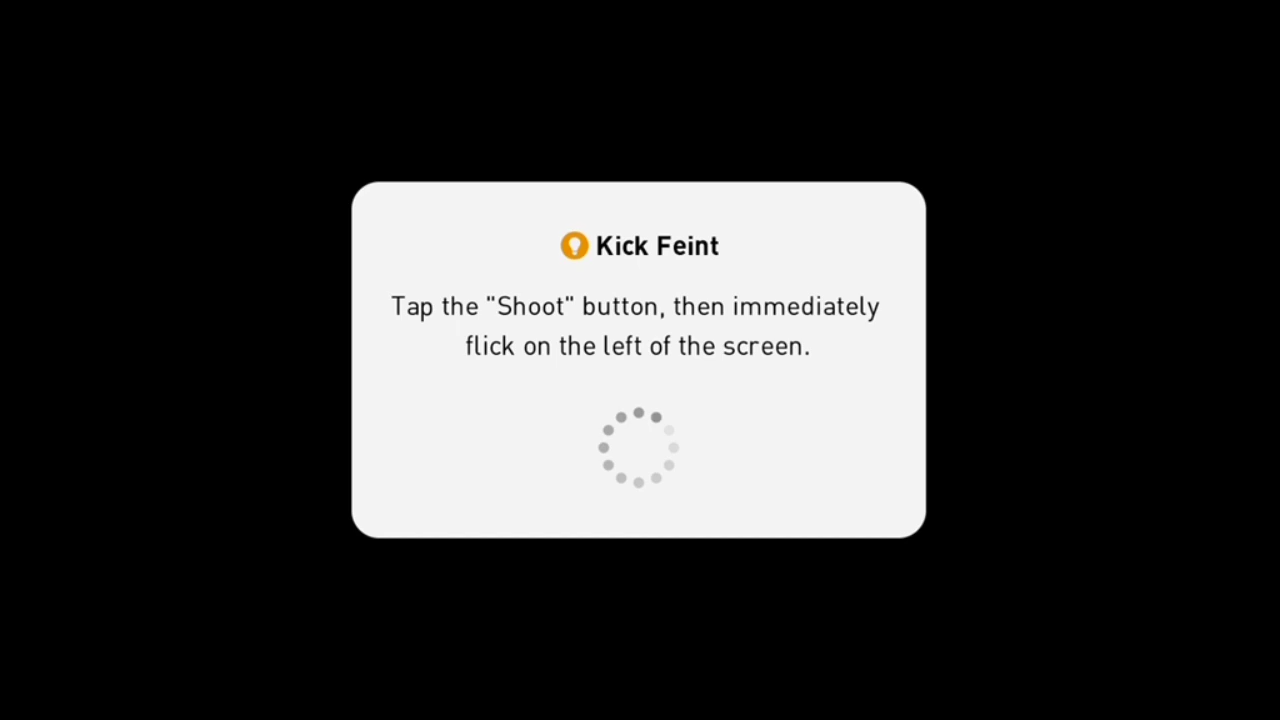 Kick Feint
Tap the "Shoot" button, then immediately
flick on the left of the screen.